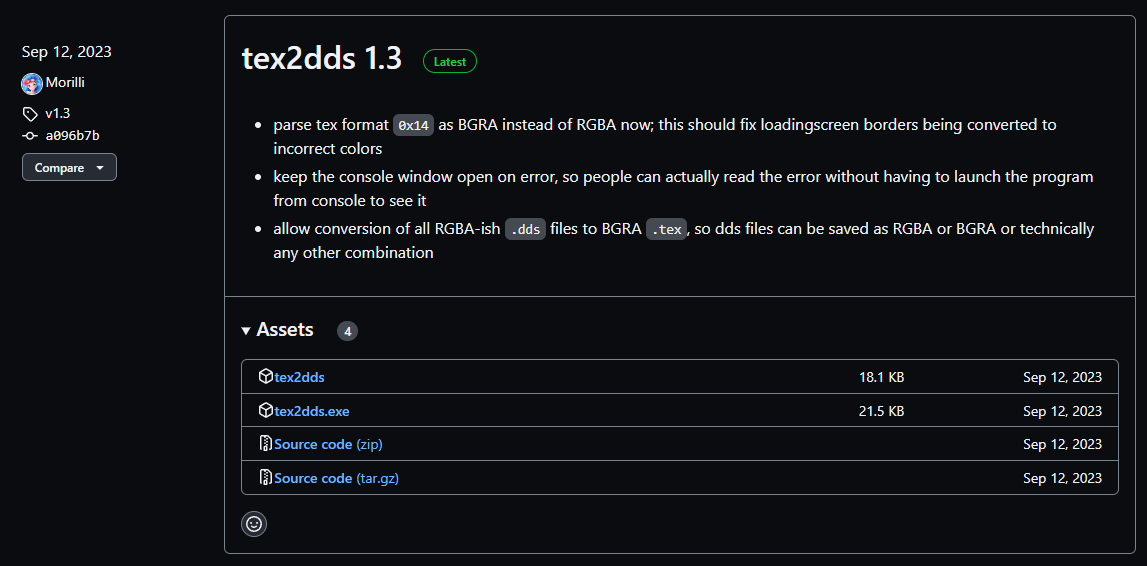 Sep 12, 2023
Morilli
v1.3
a096b7b
Compare
tex2dds 1.3 Latest
parse tex format 0x14 as BGRA instead of RGBA now; this should fix loadingscreen borders being converted to
incorrect colors
keep the console window open on error, so people can actually read the error without having to launch the program
from console to see it
allow conversion of all RGBA-ish .dds files to BGRA .tex, so dds files can be saved as RGBA or BGRA or technically
any other combination
Assets 4
tex2dds 18.1 KB Sep 12, 2023
tex2dds.exe 21.5 KB Sep 12, 2023
Source code (zip) Sep 12, 2023
Source code (tar.gz) Sep 12, 2023